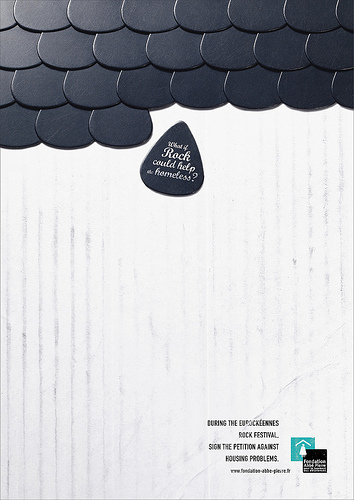 What if
Rock
could help
the homeless?
DURING THE EUROCKÉENNES
ROCK FESTIVAL,
SIGN THE PETITION AGAINST
HOUSING PROBLEMS.
www.fondation-abbe-pierre.fr
Fondation
Abbé Pierre